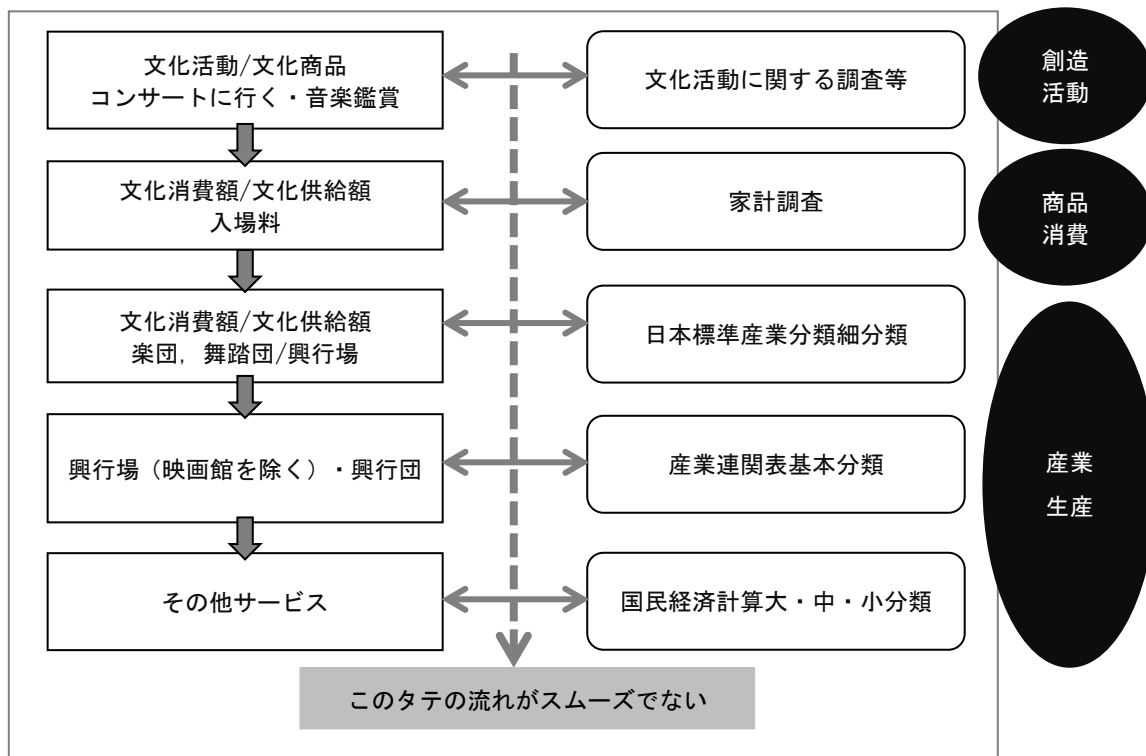 文化活動/文化商品
コンサートに行く・音楽鑑賞
文化活動に関する調査等
創造
活動
文化消費額/文化供給額
入場料
家計調査
商品
消費
文化消費額/文化供給額
楽団，舞踏団/興行場
日本標準産業分類細分類
興行場（映画館を除く）・興行団
産業連関表基本分類
産業
生産
その他サービス
国民経済計算大・中・小分類
このタテの流れがスムーズでない